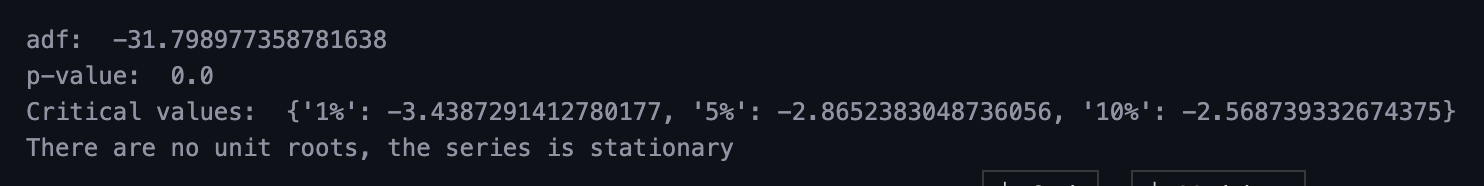 adf:  -31.798977358781638
p-value:  0.0
Critical values:  {'1%': -3.4387291412780177, '5%': -2.8652383048736056, '10%': -2.568739332674375}
There are no unit roots, the series is stationary